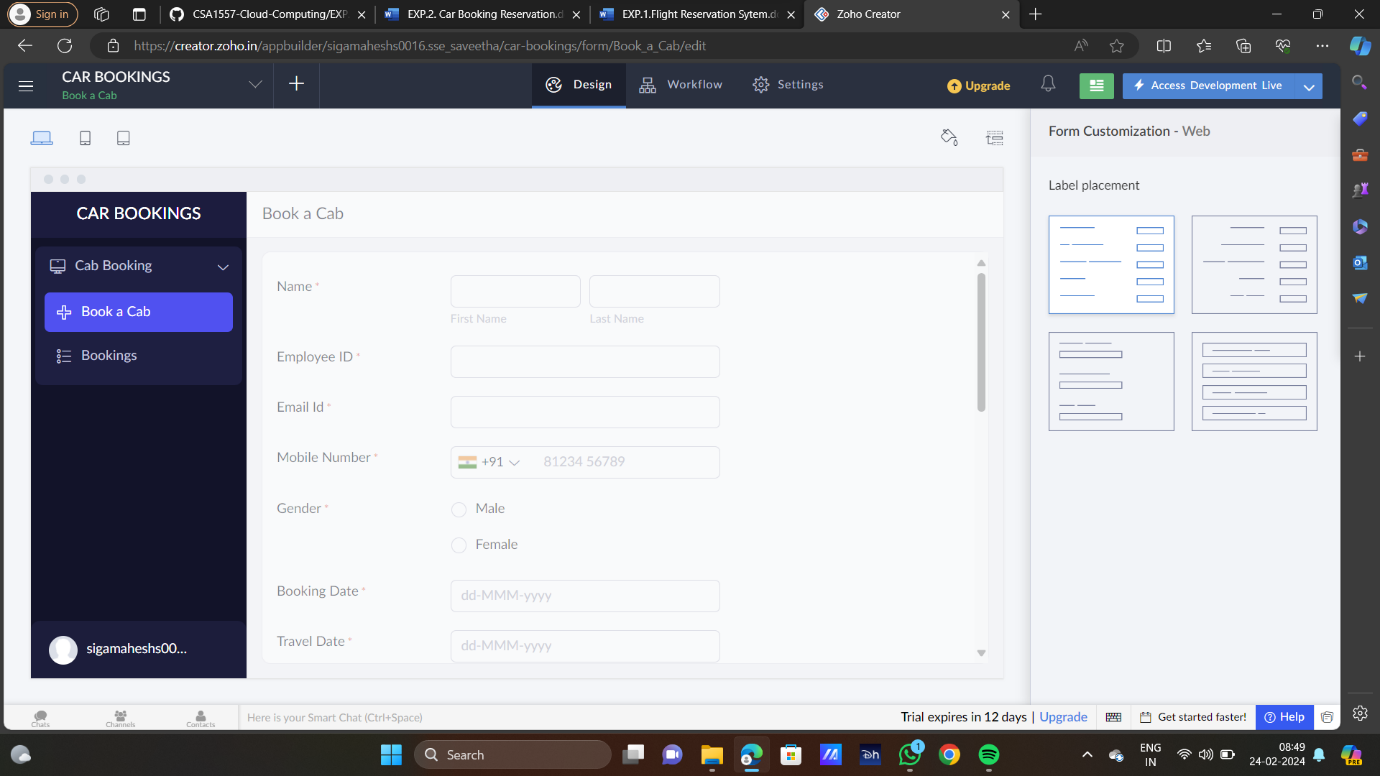 Sign in
CSA1557-Cloud-Computing/EXP
EXP.2. Car Booking Reservation.d
EXP.1.Flight Reservation Sytem.d
Zoho Creator
https://creator.zoho.in/appbuilder/sigamaheshs0016.sse_saveetha/car-bookings/form/Book_a_Cab/edit
CAR BOOKINGS
Book a Cab
Design
Workflow
Settings
Upgrade
Access Development Live
Form Customization - Web
Label placement
CAR BOOKINGS
Book a Cab
Cab Booking
Book a Cab
Bookings
Name *
First Name
Last Name
Employee ID *
Email Id *
Mobile Number *
+91
81234 56789
Gender *
Male
Female
Booking Date *
dd-MMM-yyyy
Travel Date *
dd-MMM-yyyy
sigamaheshs00...
Chats
Channels
Contacts
Here is your Smart Chat (Ctrl+Space)
Trial expires in 12 days | Upgrade
Get started faster!
Help
Search
1
ENG
IN
08:49
24-02-2024
PRE